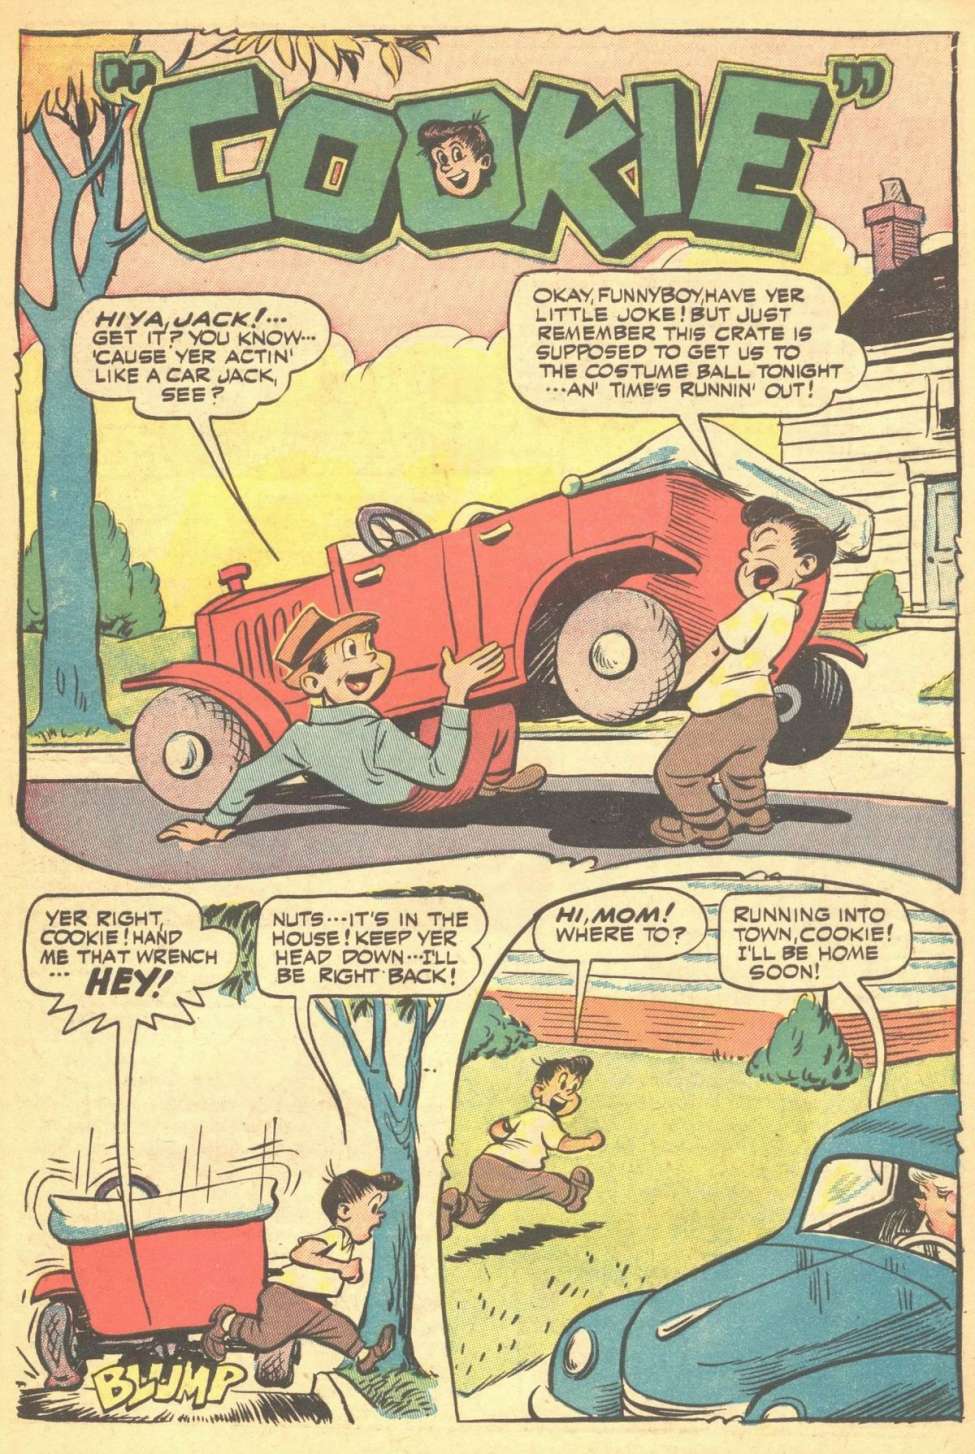 "COOKIE"
HIYA, JACK!...
GET IT? YOU KNOW...
'CAUSE YER ACTIN'
LIKE A CAR JACK,
SEE?
OKAY, FUNNYBOY, HAVE YER
LITTLE JOKE! BUT JUST
REMEMBER THIS CRATE IS
SUPPOSED TO GET US TO
THE COSTUME BALL TONIGHT
...AN' TIME'S RUNNIN' OUT!
YER RIGHT,
COOKIE! HAND
ME THAT WRENCH
... HEY!
NUTS...IT'S IN THE
HOUSE! KEEP YER
HEAD DOWN...I'LL
BE RIGHT BACK!
BLUMP
HI, MOM!
WHERE TO?
RUNNING INTO
TOWN, COOKIE!
I'LL BE HOME
SOON!